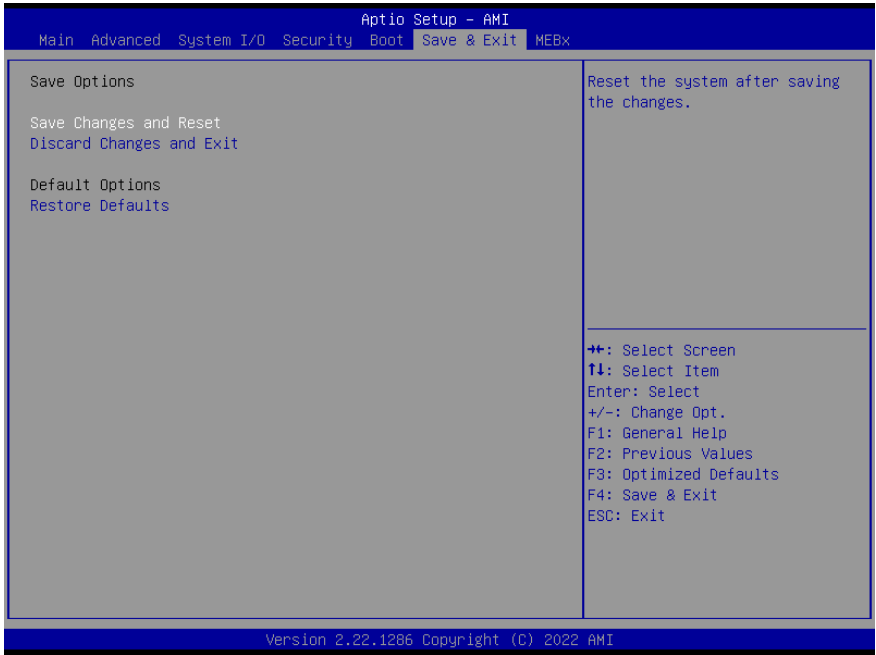 Aptio Setup – AMI
Main Advanced System I/O Security Boot Save & Exit MEBx
Save Options
Save Changes and Reset
Discard Changes and Exit
Default Options
Restore Defaults
Reset the system after saving
the changes.
→←: Select Screen
↑↓: Select Item
Enter: Select
+/-: Change Opt.
F1: General Help
F2: Previous Values
F3: Optimized Defaults
F4: Save & Exit
ESC: Exit
Version 2.22.1286 Copyright (C) 2022 AMI